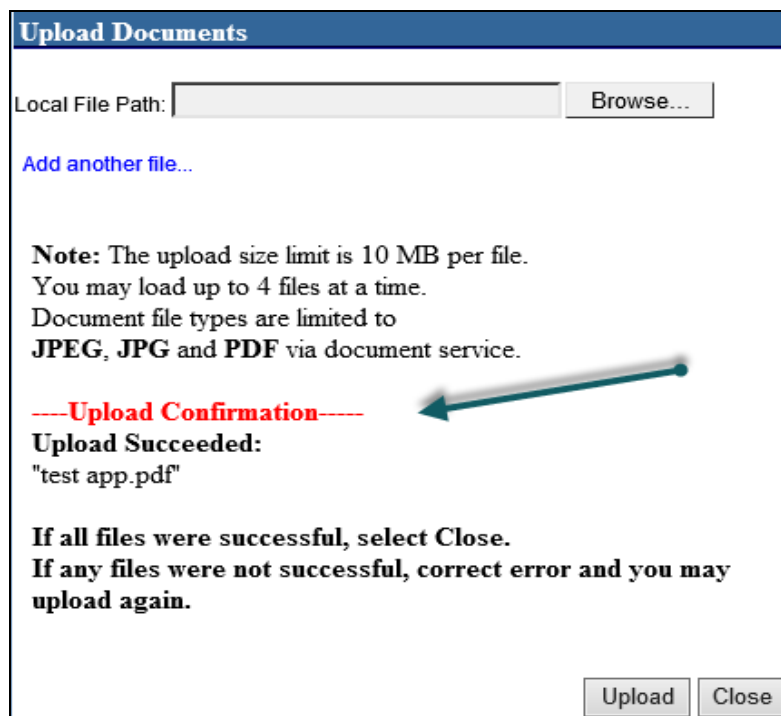 Upload Documents
Local File Path: Browse...
Add another file...
Note: The upload size limit is 10 MB per file.
You may load up to 4 files at a time.
Document file types are limited to
JPEG, JPG and PDF via document service.
----Upload Confirmation-----
Upload Succeeded:
"test app.pdf"
If all files were successful, select Close.
If any files were not successful, correct error and you may
upload again.
Upload Close